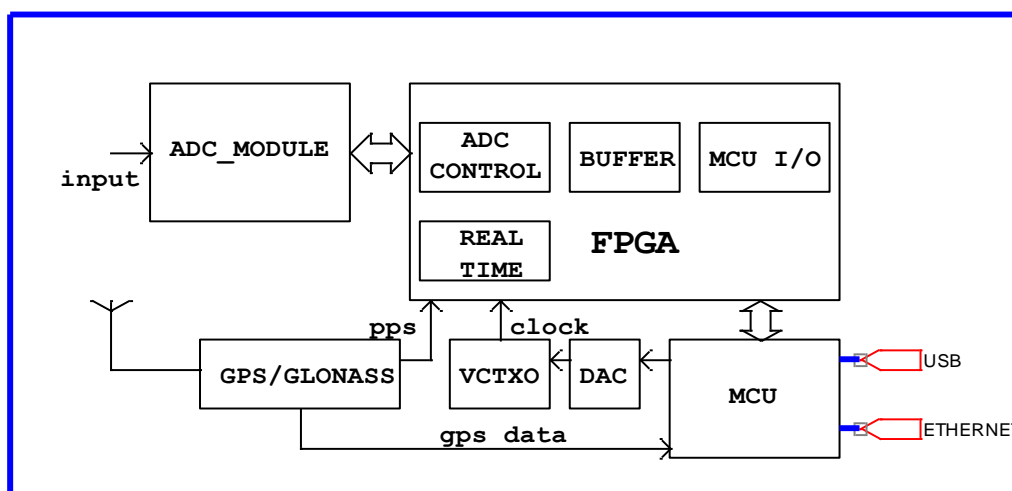 ADC_MODULE
input
ADC
CONTROL
BUFFER
MCU I/O
REAL
TIME
FPGA
pps
clock
GPS/GLONASS
VCTXO
DAC
MCU
USB
gps data
ETHERNET